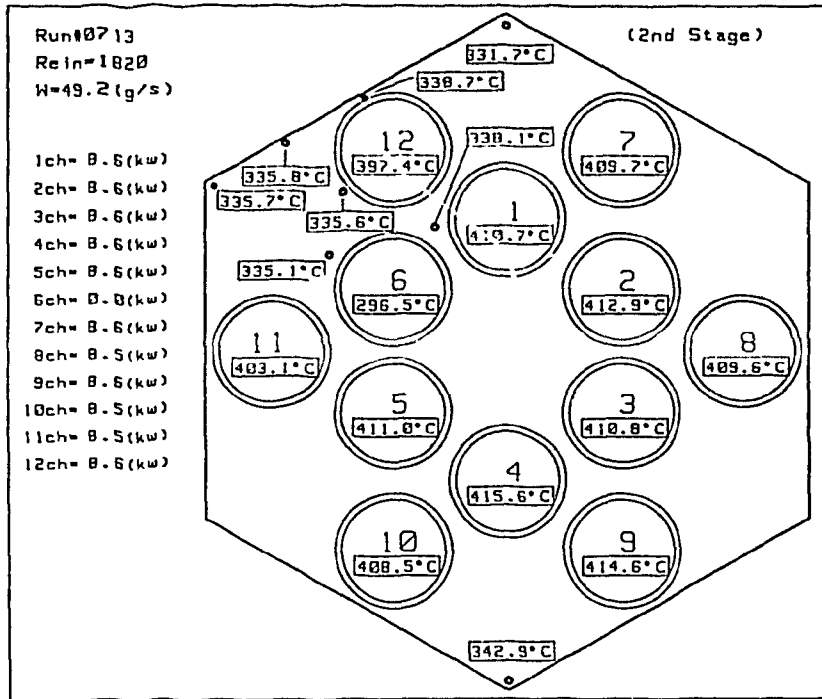 Run#0713
(2nd Stage)
Rein=1820
W=49.2(g/s)
331.7°C
338.7°C
338.1°C
12
397.4°C
7
409.7°C
1ch= 8.6(kw)
2ch= 8.6(kw)
3ch= 8.6(kw)
4ch= 8.6(kw)
5ch= 8.6(kw)
6ch= 0.0(kw)
7ch= 8.6(kw)
8ch= 8.5(kw)
9ch= 8.6(kw)
10ch= 8.5(kw)
11ch= 8.5(kw)
12ch= 8.6(kw)
335.8°C
335.7°C
335.6°C
1
410.7°C
335.1°C
6
296.5°C
2
412.9°C
11
403.1°C
8
409.6°C
5
411.0°C
3
410.8°C
4
415.6°C
10
408.5°C
9
414.6°C
342.9°C